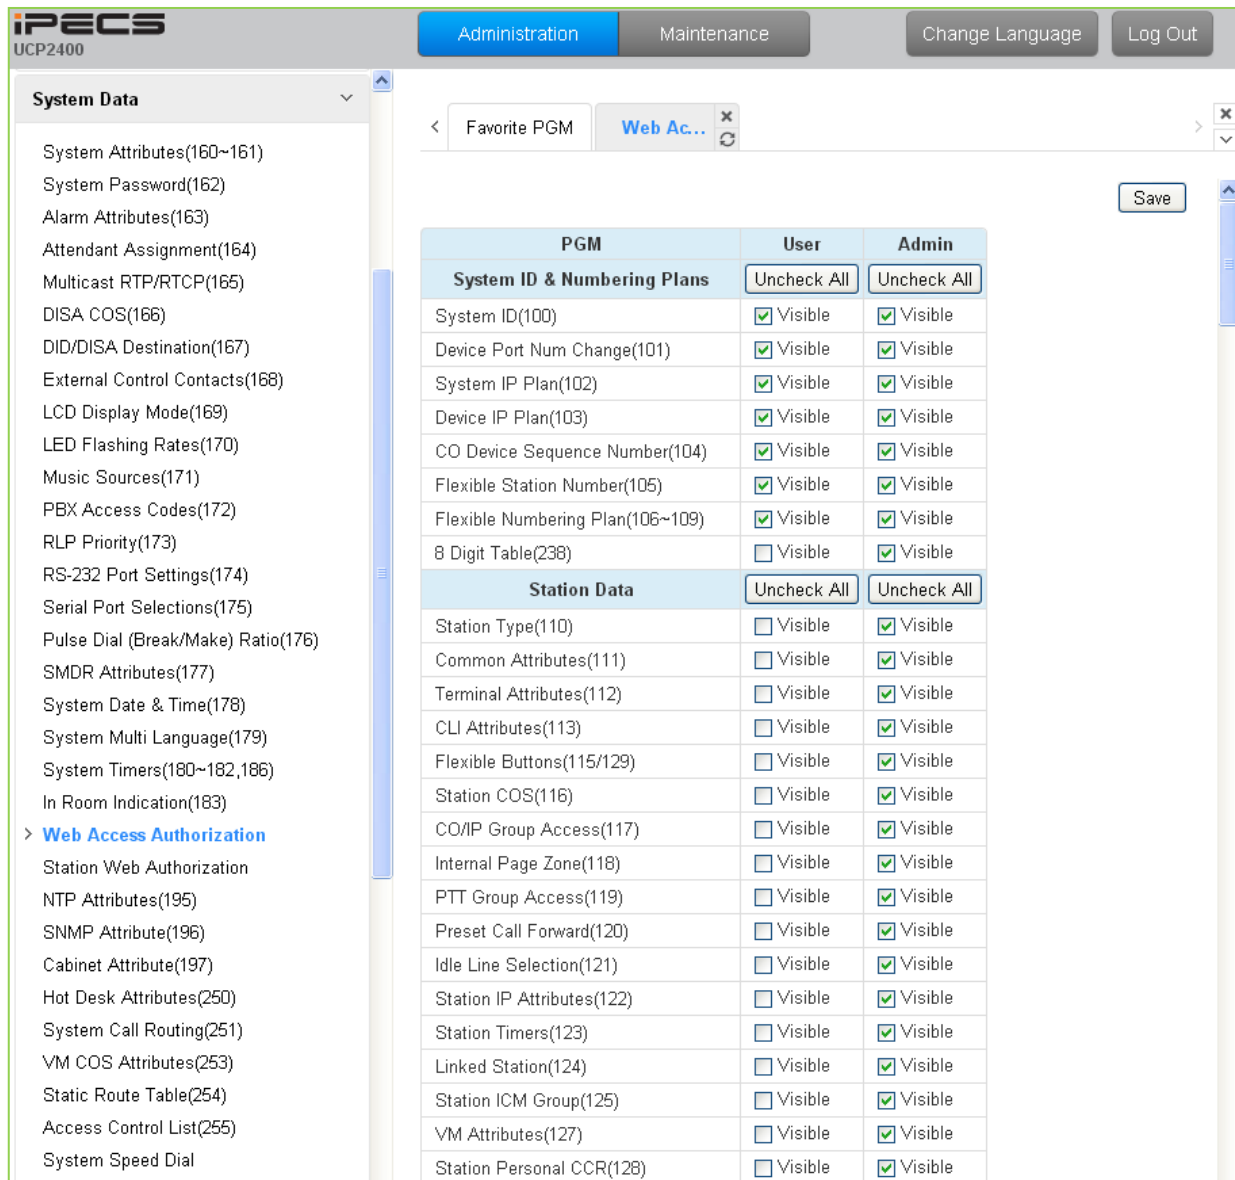 iPECS
UCP2400
Administration
Maintenance
Change Language
Log Out
System Data
System Attributes(160~161)
System Password(162)
Alarm Attributes(163)
Attendant Assignment(164)
Multicast RTP/RTCP(165)
DISA COS(166)
DID/DISA Destination(167)
External Control Contacts(168)
LCD Display Mode(169)
LED Flashing Rates(170)
Music Sources(171)
PBX Access Codes(172)
RLP Priority(173)
RS-232 Port Settings(174)
Serial Port Selections(175)
Pulse Dial (Break/Make) Ratio(176)
SMDR Attributes(177)
System Date & Time(178)
System Multi Language(179)
System Timers(180~182,186)
In Room Indication(183)
Web Access Authorization
Station Web Authorization
NTP Attributes(195)
SNMP Attribute(196)
Cabinet Attribute(197)
Hot Desk Attributes(250)
System Call Routing(251)
VM COS Attributes(253)
Static Route Table(254)
Access Control List(255)
System Speed Dial
Favorite PGM
Web Ac...
Save
PGM User Admin
System ID & Numbering Plans Uncheck All Uncheck All
System ID(100) Visible Visible
Device Port Num Change(101) Visible Visible
System IP Plan(102) Visible Visible
Device IP Plan(103) Visible Visible
CO Device Sequence Number(104) Visible Visible
Flexible Station Number(105) Visible Visible
Flexible Numbering Plan(106~109) Visible Visible
8 Digit Table(238) Visible Visible
Station Data Uncheck All Uncheck All
Station Type(110) Visible Visible
Common Attributes(111) Visible Visible
Terminal Attributes(112) Visible Visible
CLI Attributes(113) Visible Visible
Flexible Buttons(115/129) Visible Visible
Station COS(116) Visible Visible
CO/IP Group Access(117) Visible Visible
Internal Page Zone(118) Visible Visible
PTT Group Access(119) Visible Visible
Preset Call Forward(120) Visible Visible
Idle Line Selection(121) Visible Visible
Station IP Attributes(122) Visible Visible
Station Timers(123) Visible Visible
Linked Station(124) Visible Visible
Station ICM Group(125) Visible Visible
VM Attributes(127) Visible Visible
Station Personal CCR(128) Visible Visible